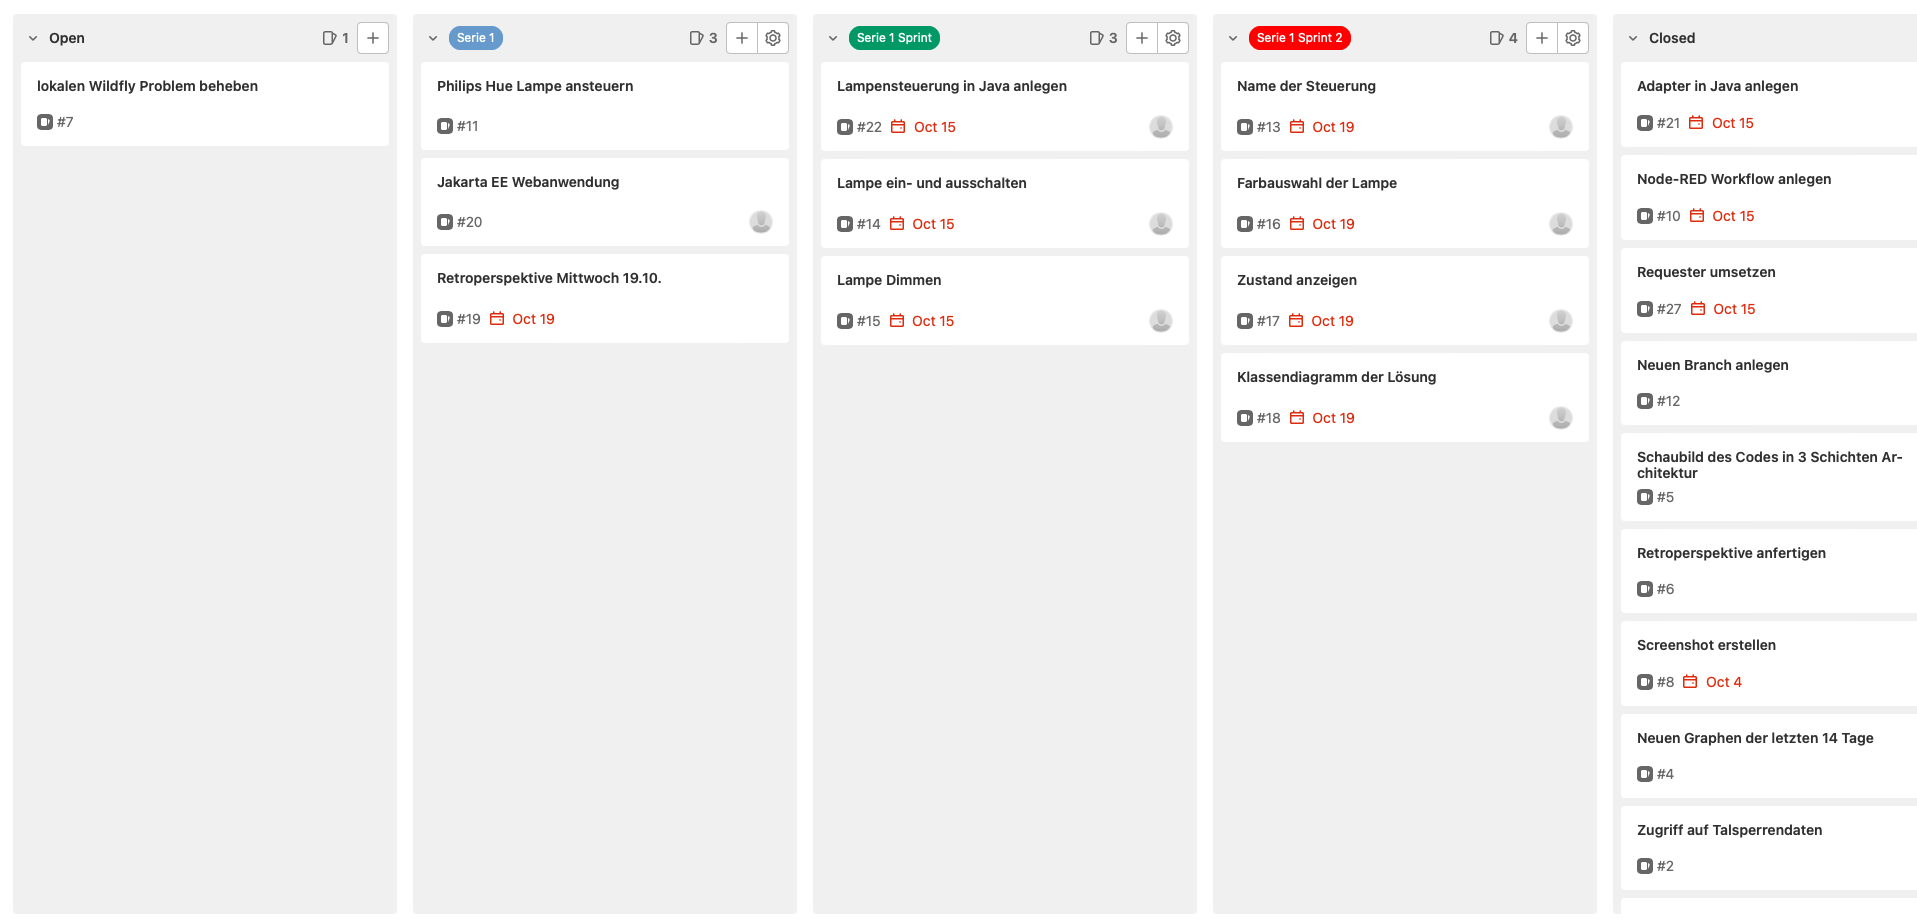 Open
1
lokalen Wildfly Problem beheben
#7
Serie 1
3
Philips Hue Lampe ansteuern
#11
Jakarta EE Webanwendung
#20
Retroperspektive Mittwoch 19.10.
#19 Oct 19
Serie 1 Sprint
3
Lampensteuerung in Java anlegen
#22 Oct 15
Lampe ein- und ausschalten
#14 Oct 15
Lampe Dimmen
#15 Oct 15
Serie 1 Sprint 2
4
Name der Steuerung
#13 Oct 19
Farbauswahl der Lampe
#16 Oct 19
Zustand anzeigen
#17 Oct 19
Klassendiagramm der Lösung
#18 Oct 19
Closed
Adapter in Java anlegen
#21 Oct 15
Node-RED Workflow anlegen
#10 Oct 15
Requester umsetzen
#27 Oct 15
Neuen Branch anlegen
#12
Schaubild des Codes in 3 Schichten Ar-
chitektur
#5
Retroperspektive anfertigen
#6
Screenshot erstellen
#8 Oct 4
Neuen Graphen der letzten 14 Tage
#4
Zugriff auf Talsperrendaten
#2